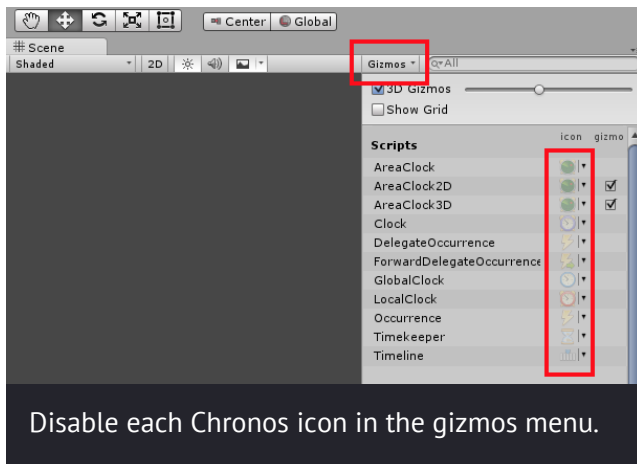 Center Global
# Scene
Shaded 2D Gizmos All
3D Gizmos
Show Grid
Scripts icon gizmo
AreaClock
AreaClock2D
AreaClock3D
Clock
DelegateOccurrence
ForwardDelegateOccurrence
GlobalClock
LocalClock
Occurrence
Timekeeper
Timeline
Disable each Chronos icon in the gizmos menu.